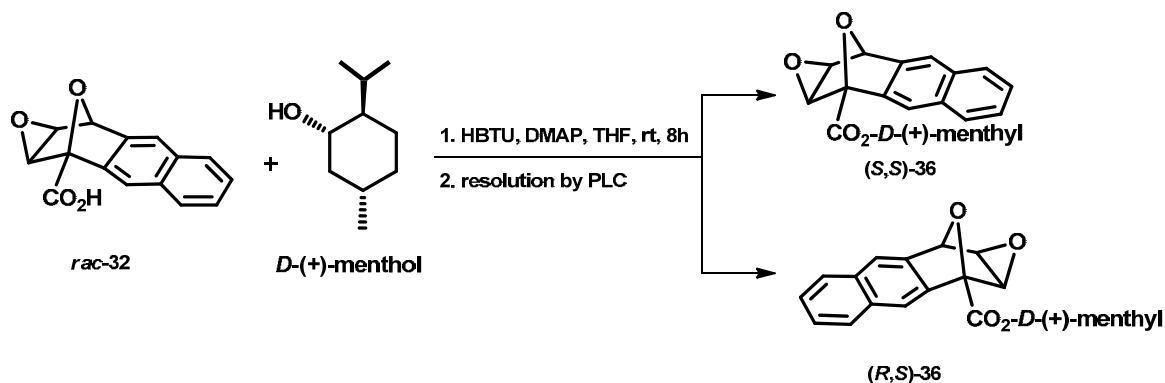 O
O
CO₂H
rac-32
+
HO
D-(+)-menthol
1. HBTU, DMAP, THF, rt, 8h
2. resolution by PLC
O
O
CO₂-D-(+)-menthyl
(S,S)-36
O
O
CO₂-D-(+)-menthyl
(R,S)-36